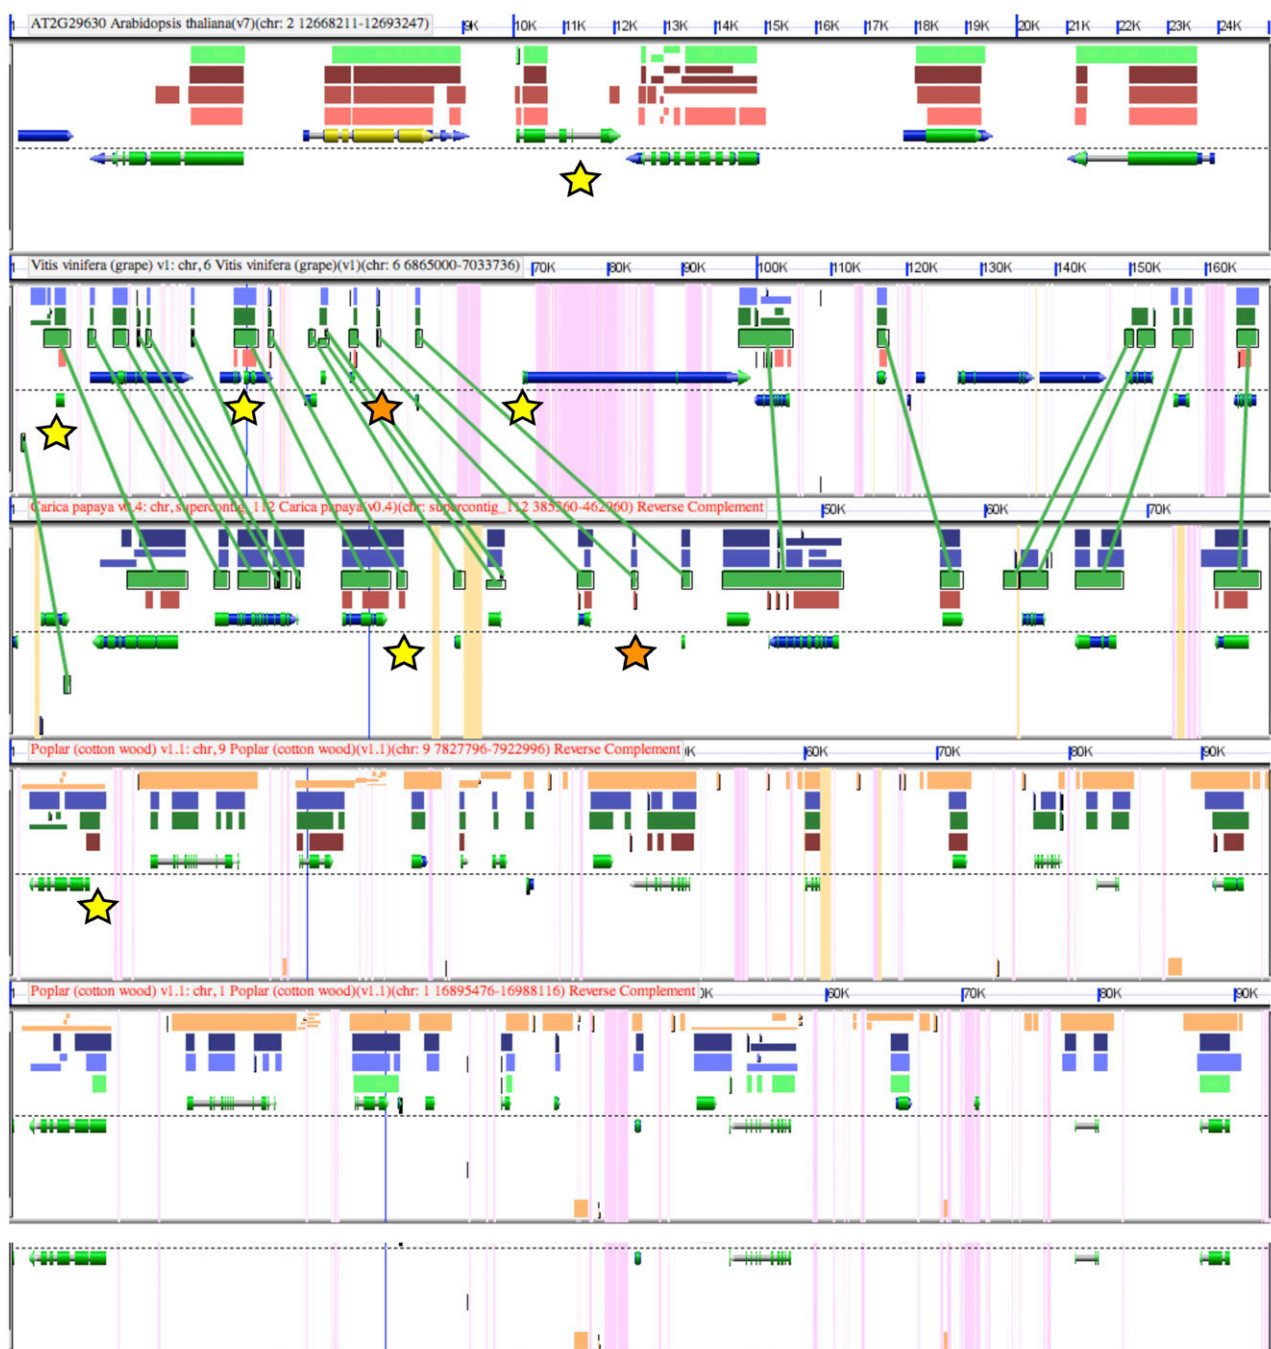 AT2G29630 Arabidopsis thaliana(v7)(chr: 2 12668211-12693247) 9K 10K 11K 12K 13K 14K 15K 16K 17K 18K 19K 20K 21K 22K 23K 24K
Vitis vinifera (grape) v1: chr, 6 Vitis vinifera (grape)(v1)(chr: 6 6865000-7033736) 70K 80K 90K 100K 110K 120K 130K 140K 150K 160K
Carica papaya v0.4: chr, supercontig_112 Carica papaya(v0.4)(chr: supercontig_112 385360-462960) Reverse Complement 50K 60K 70K
Poplar (cotton wood) v1.1: chr, 9 Poplar (cotton wood)(v1.1)(chr: 9 7827796-7922996) Reverse Complement K 60K 70K 80K 90K
Poplar (cotton wood) v1.1: chr, 1 Poplar (cotton wood)(v1.1)(chr: 1 16895476-16988116) Reverse Complement 0K 60K 70K 80K 90K